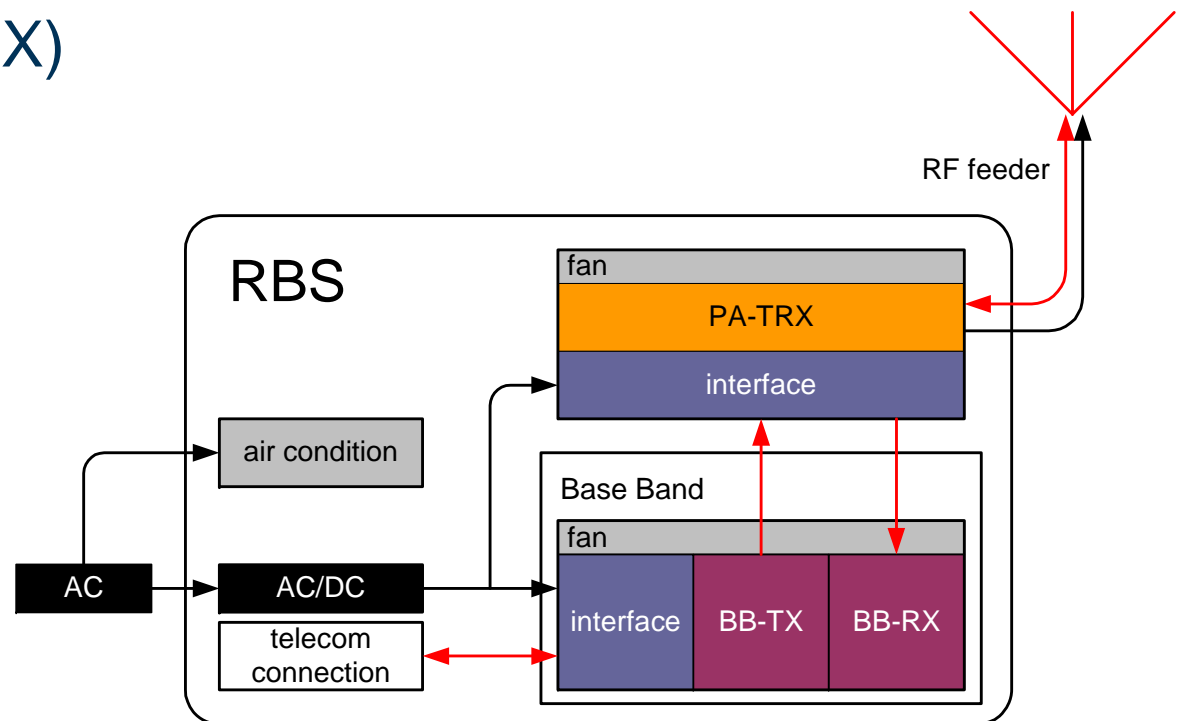 X)
RF feeder
RBS
fan
PA-TRX
interface
air condition
Base Band
fan
AC
AC/DC
interface
BB-TX
BB-RX
telecom
connection